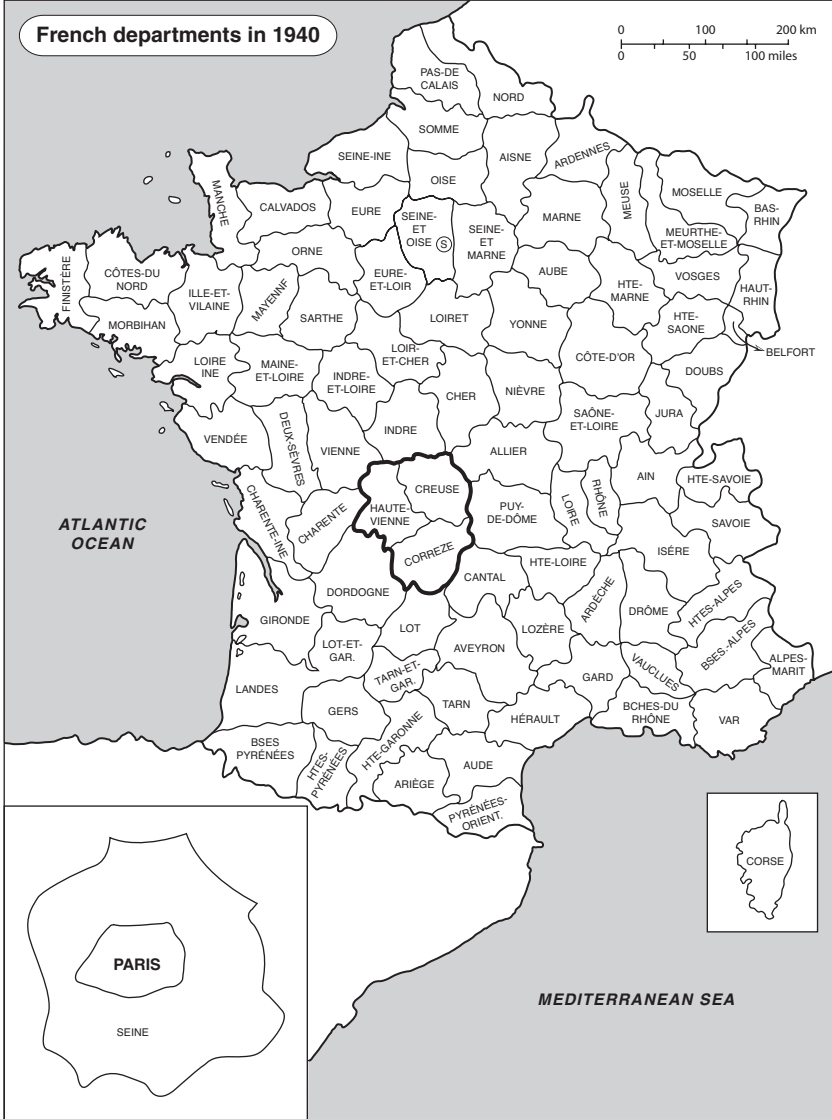 French departments in 1940
0 100 200 km
0 50 100 miles
PAS-DE
CALAIS
NORD
SOMME
SEINE-INE
AISNE
ARDENNES
OISE
MANCHE
CALVADOS
EURE
SEINE-
ET
OISE
S
SEINE-
ET
MARNE
MARNE
MEUSE
MOSELLE
MEURTHE-
ET-MOSELLE
BAS-
RHIN
FINISTÈRE
CÔTES-DU
NORD
ILLE-ET-
VILAINE
MAYENNF
ORNE
EURE-
ET-LOIR
AUBE
HTE-
MARNE
VOSGES
HAUT-
RHIN
MORBIHAN
SARTHE
LOIRET
YONNE
HTE-
SAONE
BELFORT
LOIRE
INE
MAINE-
ET-LOIRE
INDRE-
ET-LOIRE
LOIR-
ET-CHER
CHER
NIÈVRE
CÔTE-D'OR
DOUBS
VENDÉE
DEUX-SÈVRES
VIENNE
INDRE
ALLIER
SAÔNE-
ET-LOIRE
JURA
CHARENTE-INE
CHARENTE
HAUTE-
VIENNE
CREUSE
CORREZE
PUY-
DE-DÔME
LOIRE
RHÔNE
AIN
HTE-SAVOIE
SAVOIE
ATLANTIC
OCEAN
ISÉRE
GIRONDE
DORDOGNE
CANTAL
HTE-LOIRE
ARDÈCHE
DRÔME
HTES-ALPES
LOT-ET-
GAR.
LOT
AVEYRON
LOZÈRE
BSES.-ALPES
ALPES-
MARIT
LANDES
TARN-ET-
GAR.
GARD
VAUCLUES
GERS
TARN
HÉRAULT
BCHES-DU
RHÔNE
VAR
BSES
PYRÉNÉES
HTES-
PYRÉNÉES
HTE-GARONNE
ARIÈGE
AUDE
PYRÉNÉES-
ORIENT.
CORSE
PARIS
SEINE
MEDITERRANEAN SEA